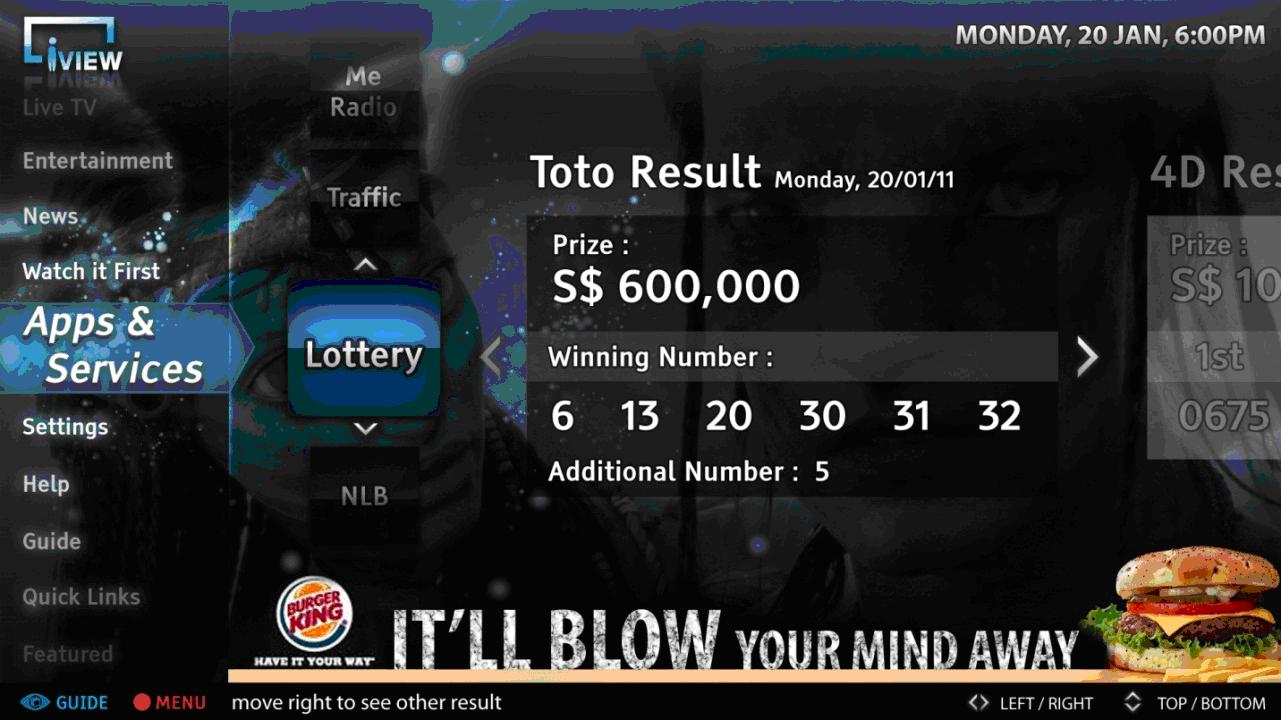 iVIEW
MONDAY, 20 JAN, 6:00PM
Live TV
Entertainment
News
Watch it First
Apps &
Services
Settings
Help
Guide
Quick Links
Featured
Me
Radio
Traffic
Lottery
NLB
Toto Result Monday, 20/01/11
Prize :
S$ 600,000
Winning Number :
6 13 20 30 31 32
Additional Number : 5
4D Res
Prize :
S$ 10
1st
0675
BURGER
KING
HAVE IT YOUR WAY
IT'LL BLOW YOUR MIND AWAY
GUIDE MENU move right to see other result LEFT / RIGHT TOP / BOTTOM